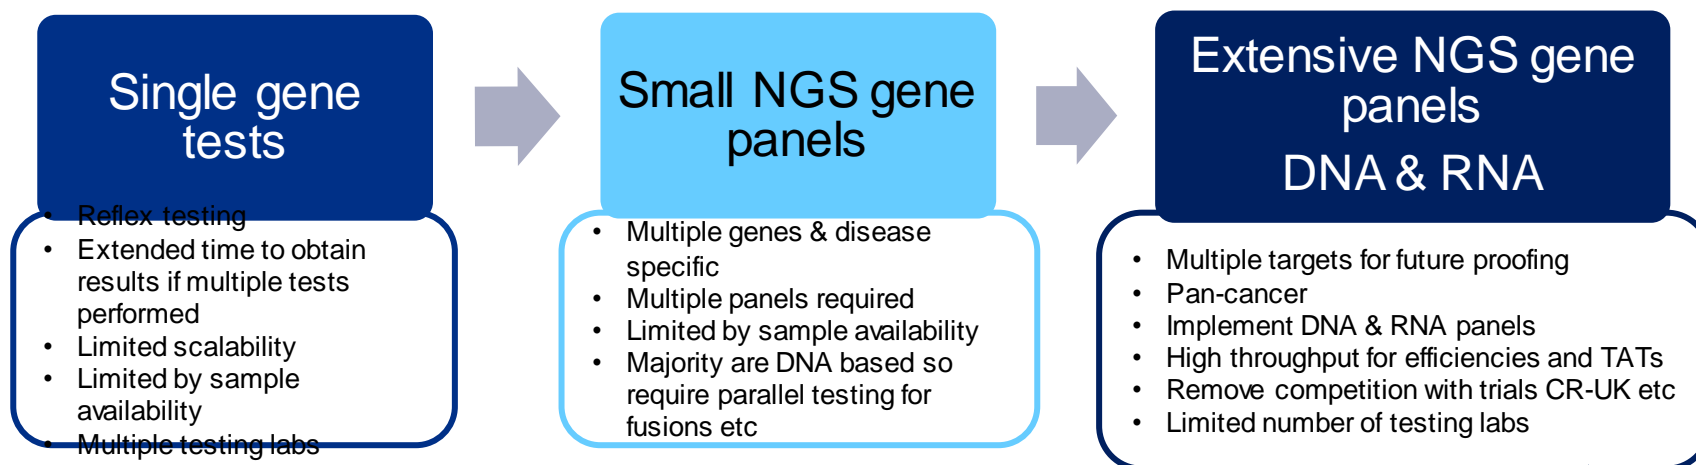 Single gene
tests
• Reflex testing
• Extended time to obtain
results if multiple tests
performed
• Limited scalability
• Limited by sample
availability
• Multiple testing labs
Small NGS gene
panels
• Multiple genes & disease
specific
• Multiple panels required
• Limited by sample availability
• Majority are DNA based so
require parallel testing for
fusions etc
Extensive NGS gene
panels
DNA & RNA
• Multiple targets for future proofing
• Pan-cancer
• Implement DNA & RNA panels
• High throughput for efficiencies and TATs
• Remove competition with trials CR-UK etc
• Limited number of testing labs